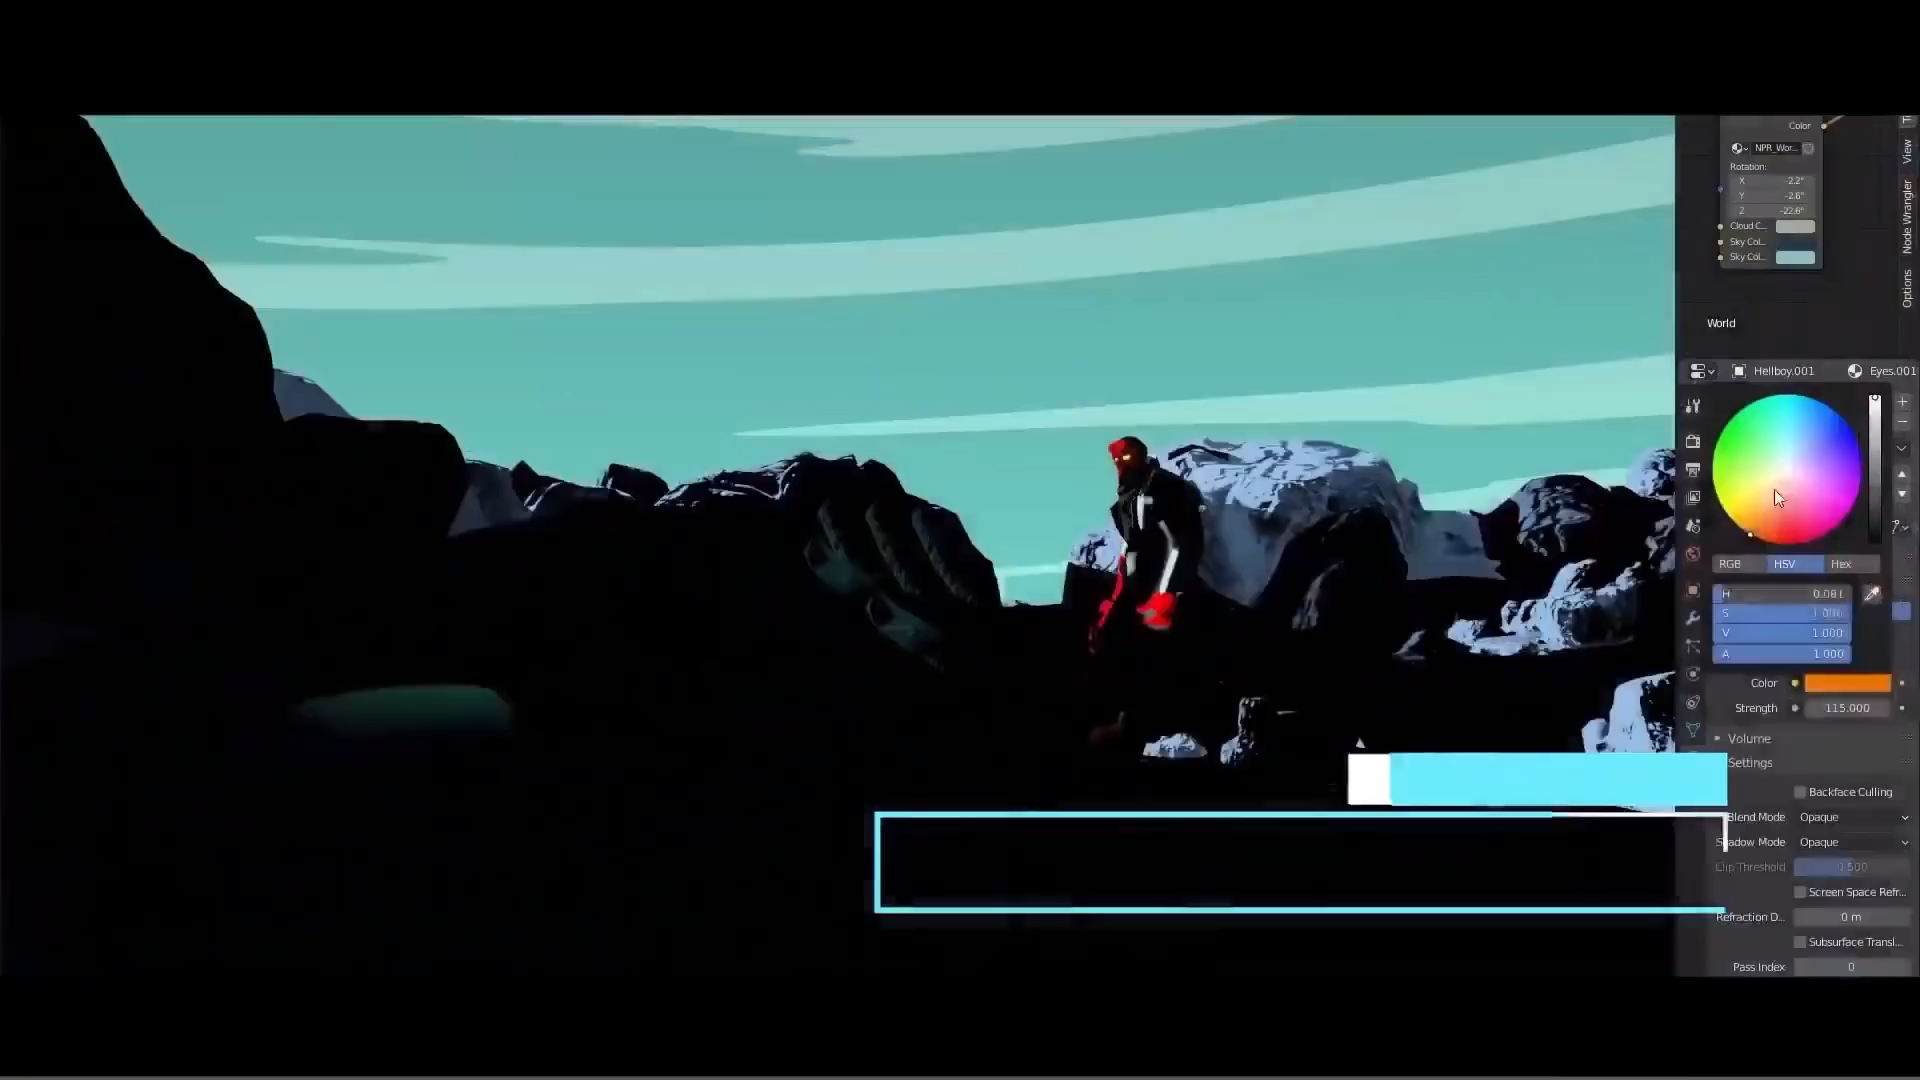 Color
NPR_Wor...
Rotation:
X -2.2°
Y -2.6°
Z -22.6°
Cloud C...
Sky Col...
Sky Col...
View
Node Wrangler
Options
World
Hellboy.001 Eyes.001
RGB HSV Hex
H 0.081
S
V 1.000
A 1.000
Color
Strength 115.000
Volume
Settings
Backface Culling
Blend Mode Opaque
Shadow Mode Opaque
Clip Threshold 0.500
Screen Space Refr...
Refraction D... 0 m
Subsurface Transl...
Pass Index 0